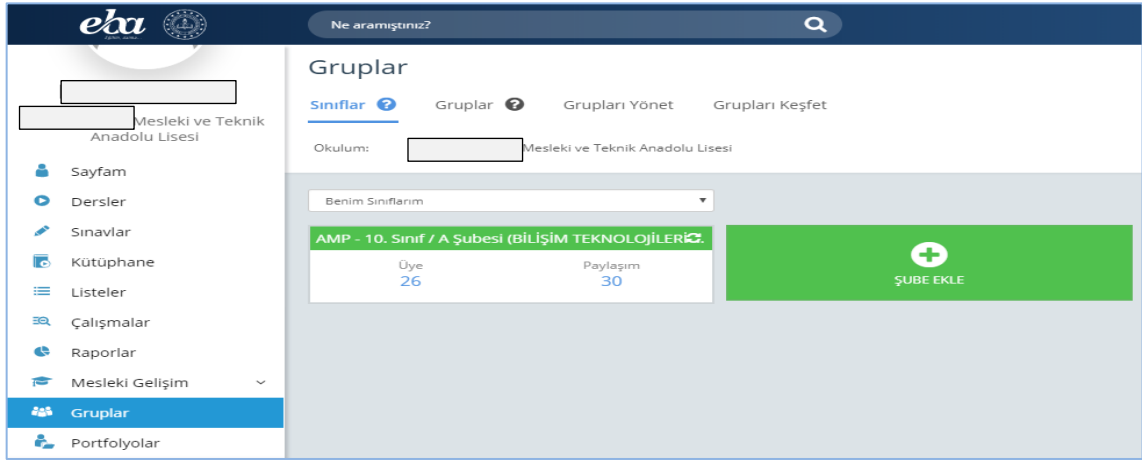 eba
Ne aramıştınız?
Mesleki ve Teknik
Anadolu Lisesi
Sayfam
Dersler
Sınavlar
Kütüphane
Listeler
Çalışmalar
Raporlar
Mesleki Gelişim
Gruplar
Portfolyolar
Gruplar
Sınıflar ?
Gruplar ?
Grupları Yönet
Grupları Keşfet
Okulum:
Mesleki ve Teknik Anadolu Lisesi
Benim Sınıflarım
AMP - 10. Sınıf / A Şubesi (BİLİŞİM TEKNOLOJİLERİ
Üye
26
Paylaşım
30
ŞUBE EKLE